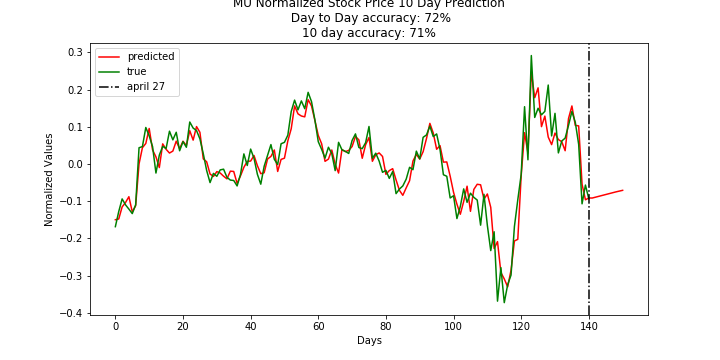 MU Normalized Stock Price 10 Day Prediction
Day to Day accuracy: 72%
10 day accuracy: 71%
predicted
true
april 27
Normalized Values
0.3
0.2
0.1
0.0
−0.1
−0.2
−0.3
−0.4
0 20 40 60 80 100 120 140
Days